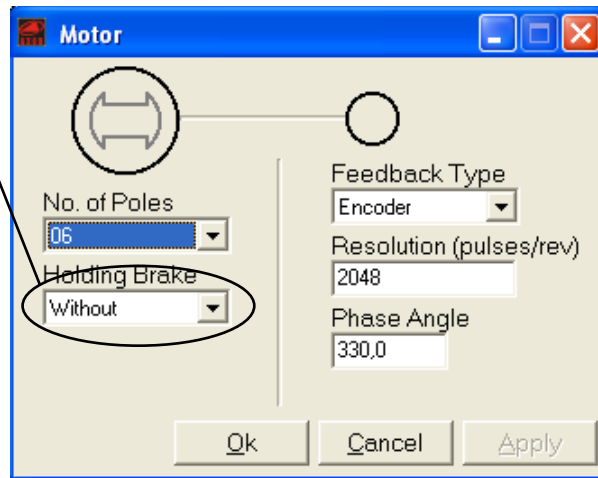 Motor
No. of Poles
06
Holding Brake
Without
Feedback Type
Encoder
Resolution (pulses/rev)
2048
Phase Angle
330,0
Ok
Cancel
Apply